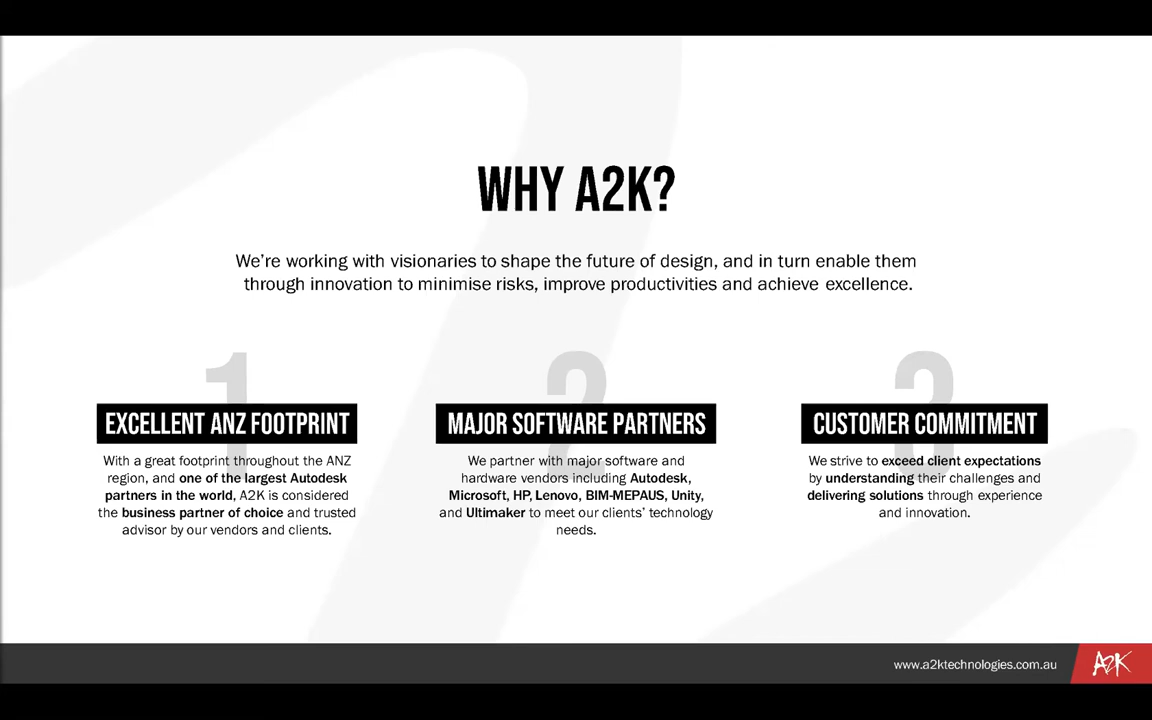 WHY A2K?
We're working with visionaries to shape the future of design, and in turn enable them
through innovation to minimise risks, improve productivities and achieve excellence.
1
EXCELLENT ANZ FOOTPRINT
With a great footprint throughout the ANZ
region, and one of the largest Autodesk
partners in the world, A2K is considered
the business partner of choice and trusted
advisor by our vendors and clients.
2
MAJOR SOFTWARE PARTNERS
We partner with major software and
hardware vendors including Autodesk,
Microsoft, HP, Lenovo, BIM-MEPAUS, Unity,
and Ultimaker to meet our clients' technology
needs.
3
CUSTOMER COMMITMENT
We strive to exceed client expectations
by understanding their challenges and
delivering solutions through experience
and innovation.
www.a2ktechnologies.com.au
A2K